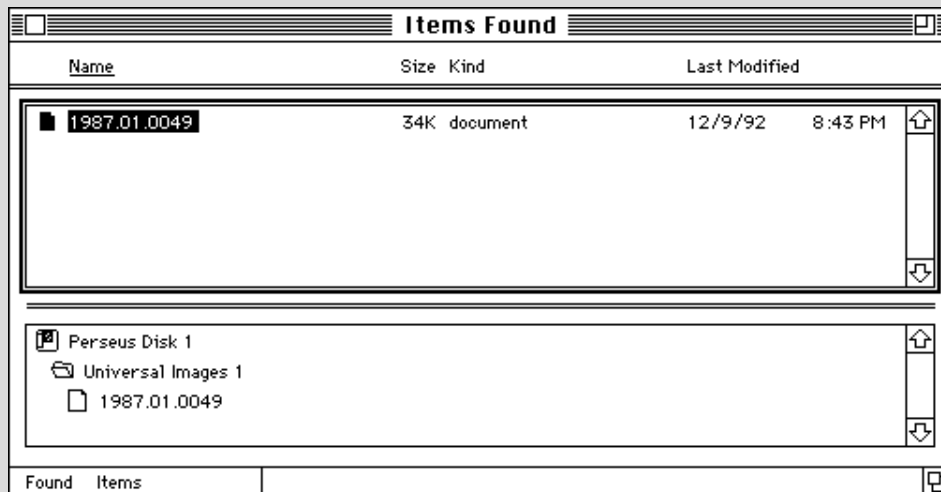 Items Found
Name Size Kind Last Modified
1987.01.0049 34K document 12/9/92 8:43 PM
Perseus Disk 1
Universal Images 1
1987.01.0049
Found Items